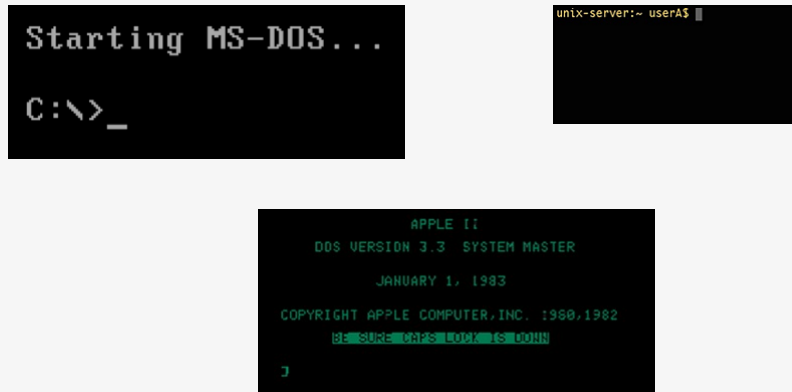 Starting MS-DOS...
C:\>_
unix-server:~ userA$
APPLE II
DOS VERSION 3.3 SYSTEM MASTER
JANUARY 1, 1983
COPYRIGHT APPLE COMPUTER,INC. 1980,1982
BE SURE CAPS LOCK IS DOWN
]